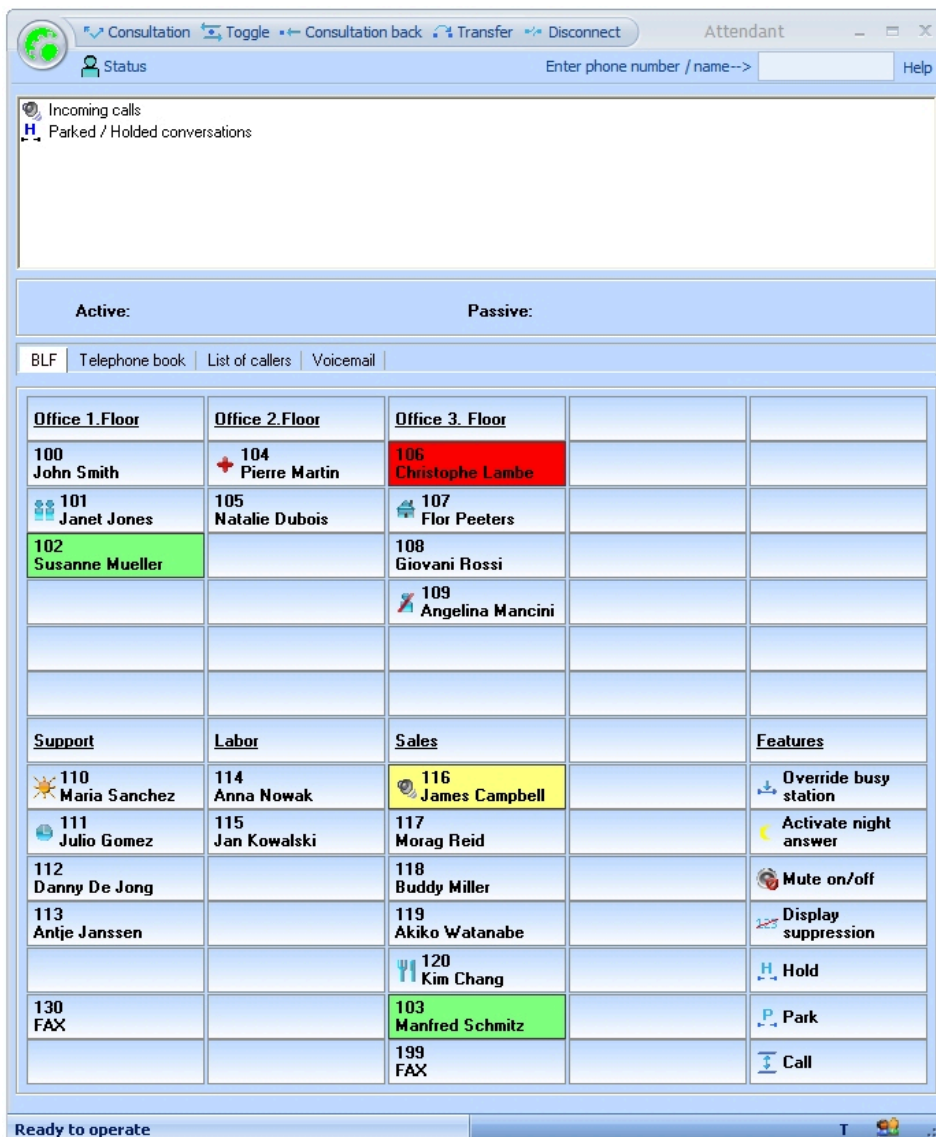 Consultation Toggle Consultation back Transfer Disconnect Attendant
Status Enter phone number / name--> Help
Incoming calls
H Parked / Holded conversations
Active: Passive:
BLF Telephone book List of callers Voicemail
Office 1.Floor Office 2.Floor Office 3. Floor
100 104 106
John Smith Pierre Martin Christophe Lambe
101 105 107
Janet Jones Natalie Dubois Flor Peeters
102 108
Susanne Mueller Giovani Rossi
109
Angelina Mancini
Support Labor Sales Features
110 114 116 Override busy
Maria Sanchez Anna Nowak James Campbell station
111 115 117 Activate night
Julio Gomez Jan Kowalski Morag Reid answer
112 118 Mute on/off
Danny De Jong Buddy Miller
113 119 123 Display
Antje Janssen Akiko Watanabe suppression
120 H Hold
Kim Chang
130 103 P Park
FAX Manfred Schmitz
199 Call
FAX
Ready to operate T